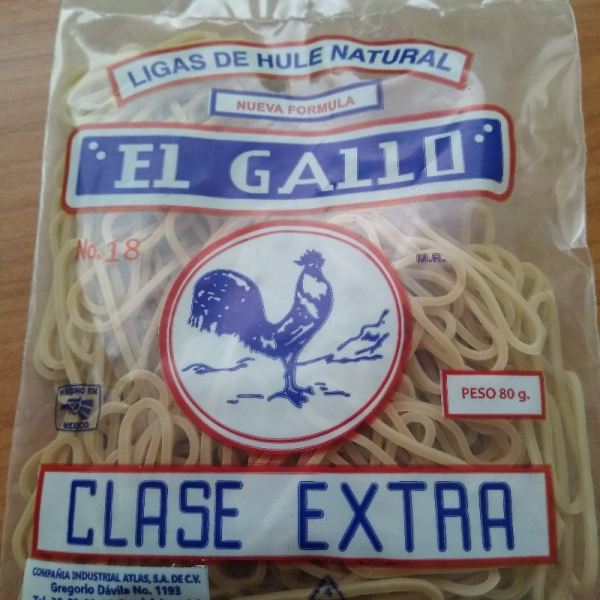 LIGAS DE HULE NATURAL
NUEVA FORMULA
EL GALLO
No. 18
M.R.
HECHO EN
MEXICO
PESO 80 g.
CLASE EXTRA
COMPAÑIA INDUSTRIAL ATLAS, S.A. DE C.V.
Gregorio Dávila No. 1193
4